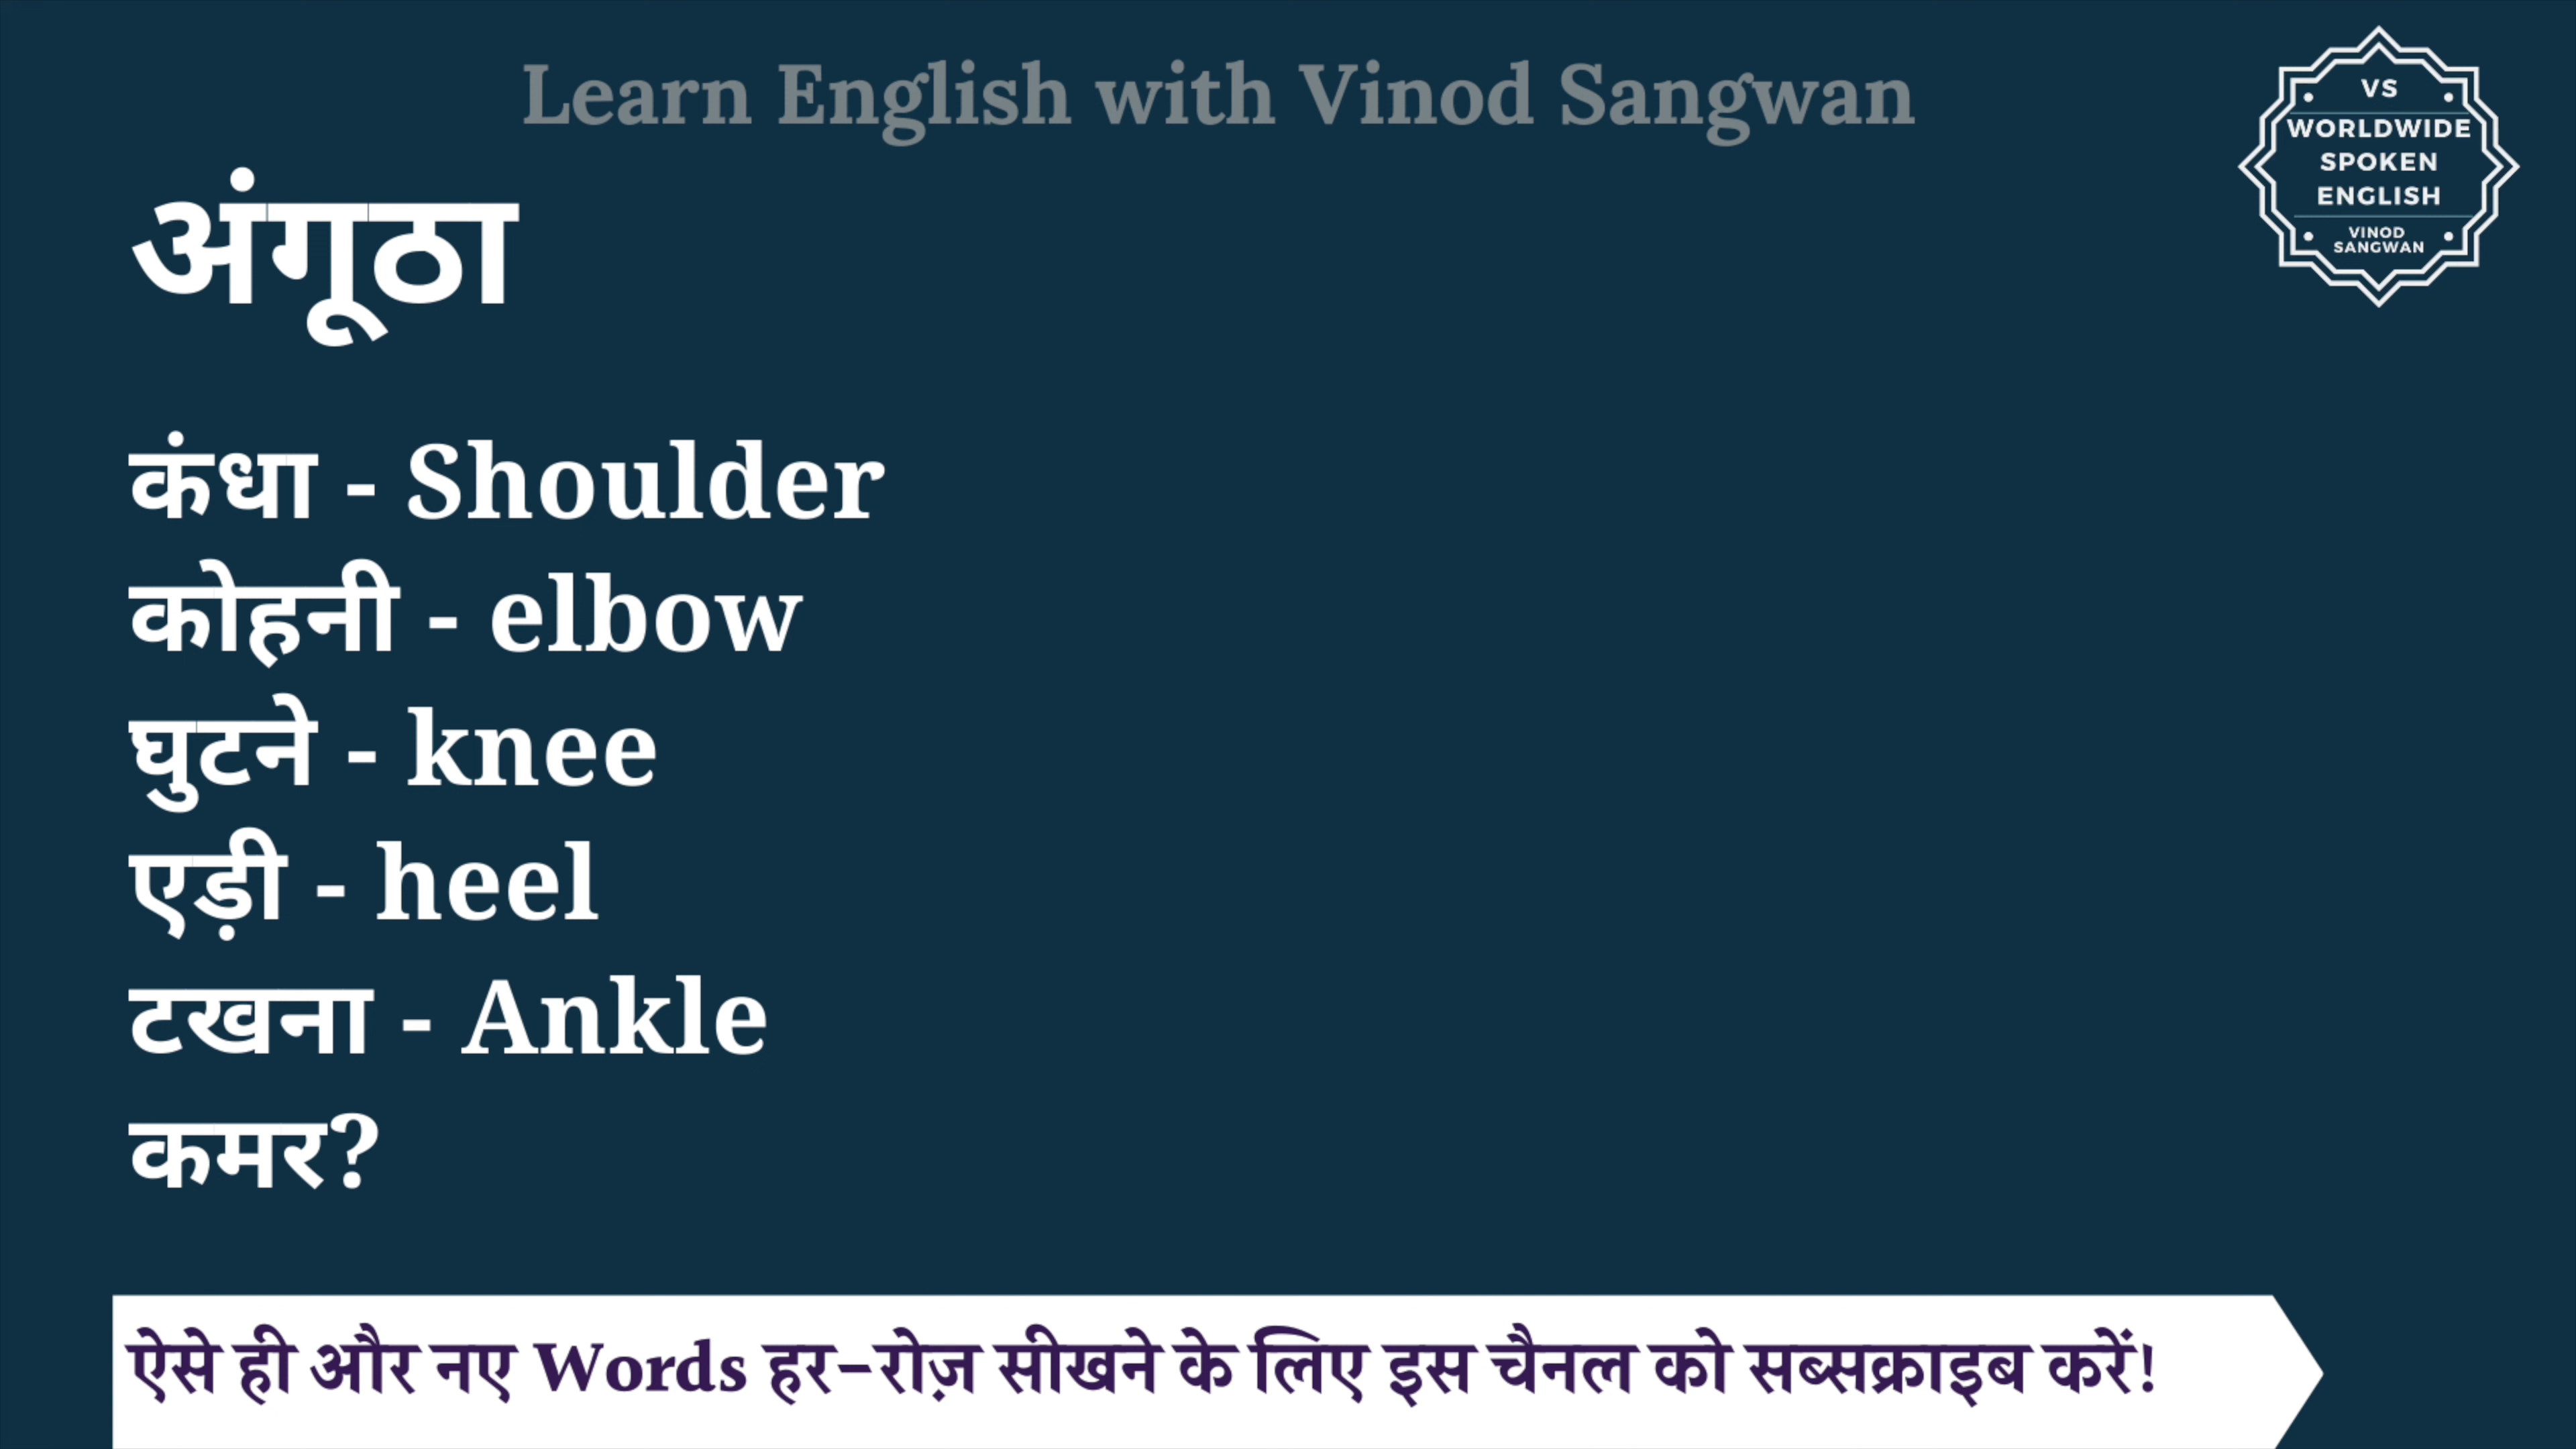 Learn English with Vinod Sangwan
VS
WORLDWIDE
SPOKEN
ENGLISH
VINOD
SANGWAN
अंगूठा
कंधा - Shoulder
कोहनी - elbow
घुटने - knee
एड़ी - heel
टखना - Ankle
कमर?
ऐसे ही और नए Words हर-रोज़ सीखने के लिए इस चैनल को सब्सक्राइब करें!